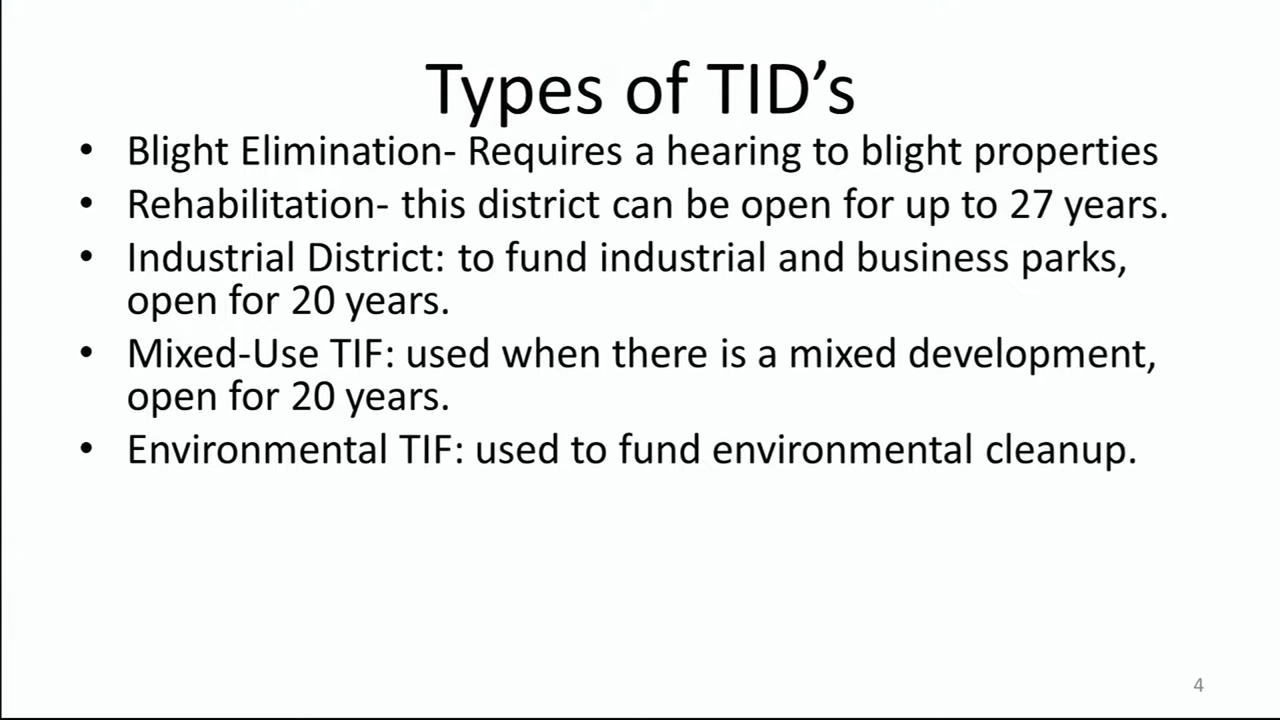 Types of TID’s
• Blight Elimination- Requires a hearing to blight properties
• Rehabilitation- this district can be open for up to 27 years.
• Industrial District: to fund industrial and business parks,
open for 20 years.
• Mixed-Use TIF: used when there is a mixed development,
open for 20 years.
• Environmental TIF: used to fund environmental cleanup.
4